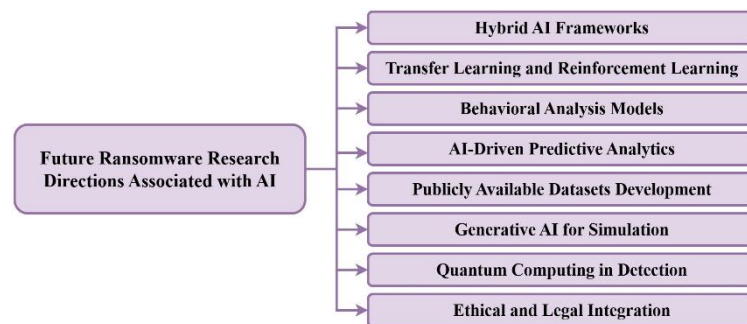 Hybrid AI Frameworks
Transfer Learning and Reinforcement Learning
Behavioral Analysis Models
Future Ransomware Research
Directions Associated with AI
AI-Driven Predictive Analytics
Publicly Available Datasets Development
Generative AI for Simulation
Quantum Computing in Detection
Ethical and Legal Integration